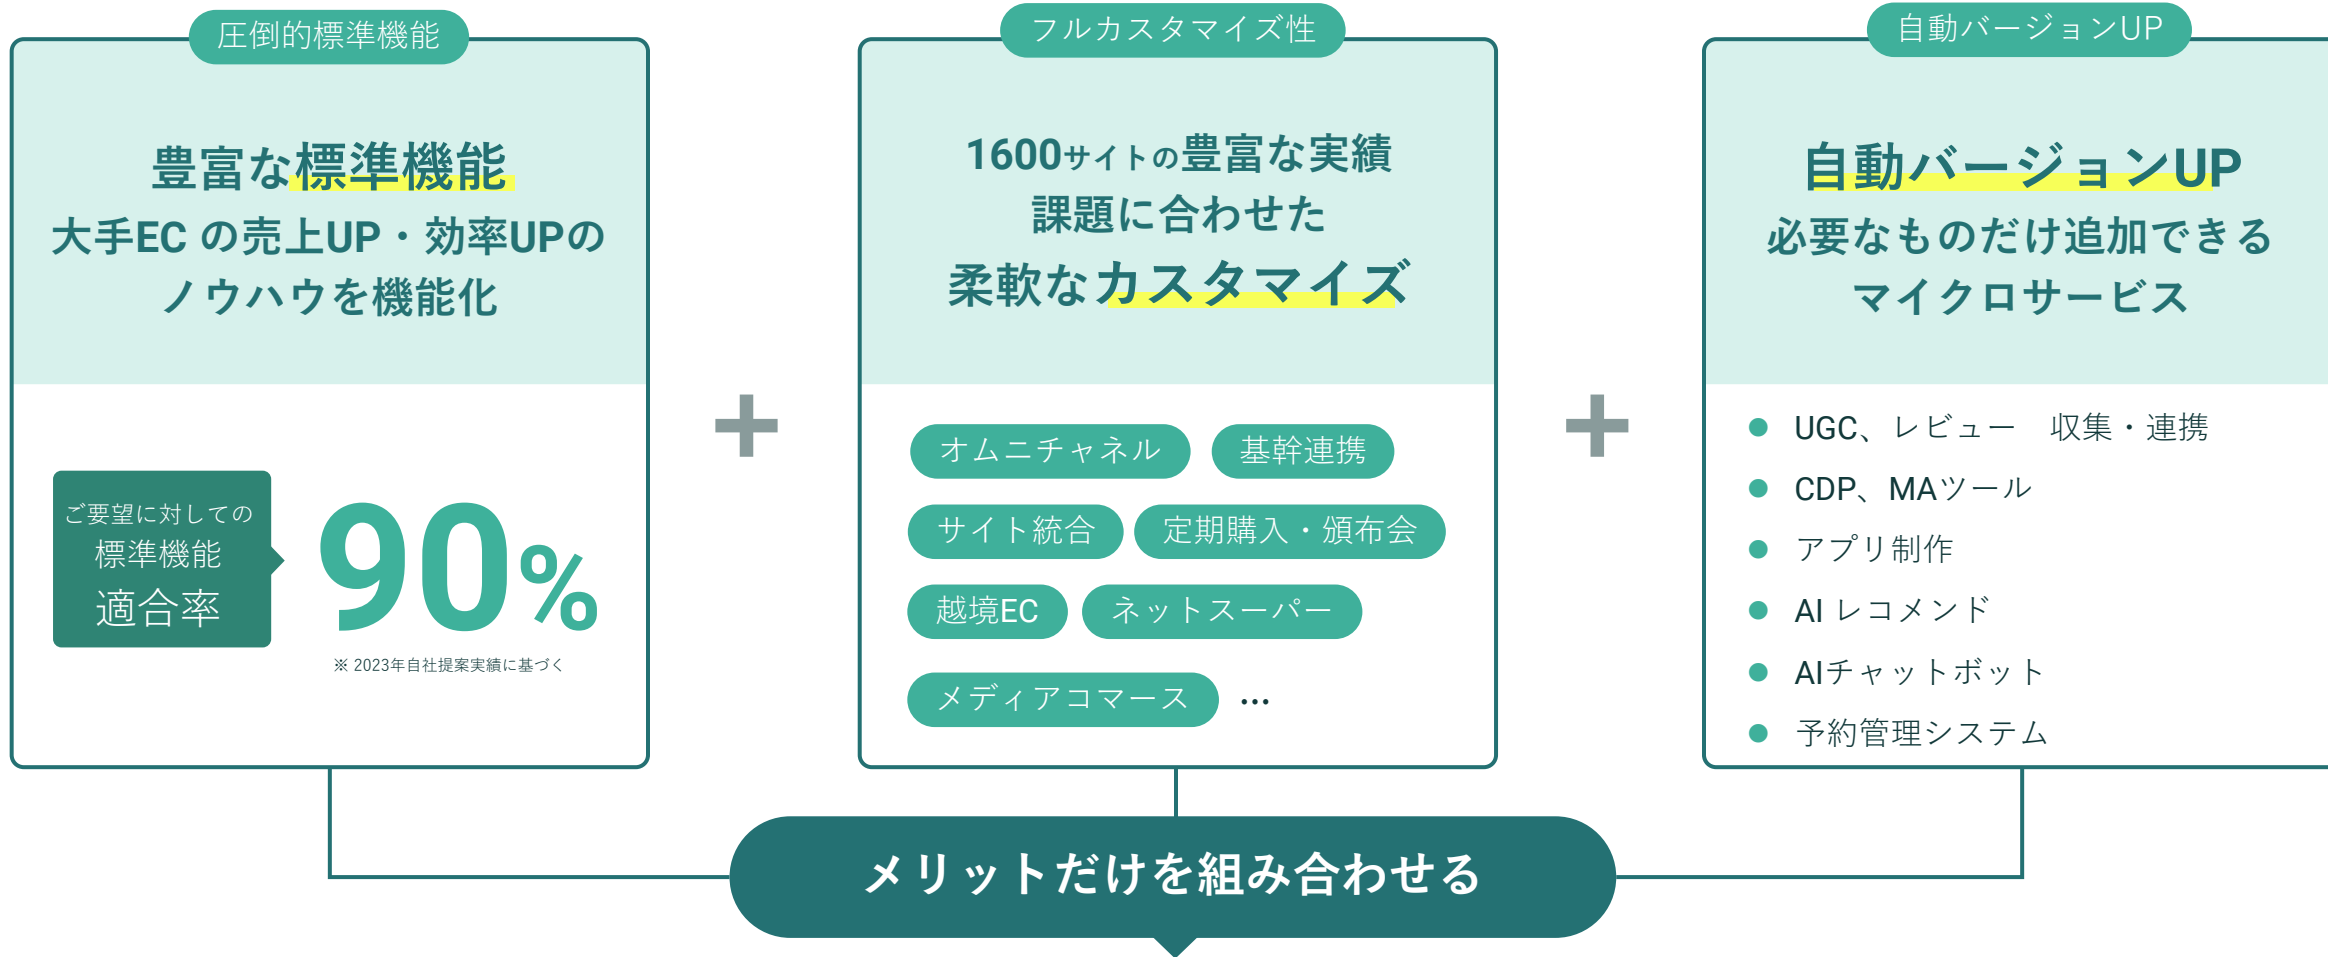 圧倒的標準機能
豊富な標準機能
大手EC の売上UP・効率UPの
ノウハウを機能化
ご要望に対しての
標準機能
適合率
90%
※ 2023年自社提案実績に基づく
フルカスタマイズ性
1600サイトの豊富な実績
課題に合わせた
柔軟なカスタマイズ
オムニチャネル
基幹連携
サイト統合
定期購入・頒布会
越境EC
ネットスーパー
メディアコマース
…
自動バージョンUP
自動バージョンUP
必要なものだけ追加できる
マイクロサービス
UGC、レビュー　収集・連携
CDP、MAツール
アプリ制作
AI レコメンド
AIチャットボット
予約管理システム
メリットだけを組み合わせる